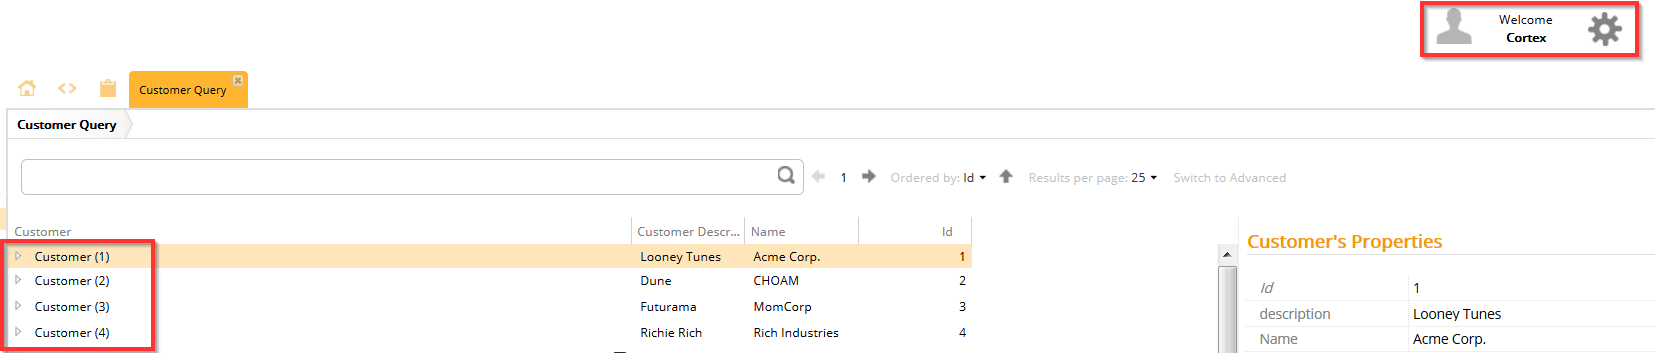 Welcome
Cortex
Customer Query
Customer Query
1 Ordered by: Id Results per page: 25 Switch to Advanced
Customer Customer Descr... Name Id
Customer (1) Looney Tunes Acme Corp. 1
Customer (2) Dune CHOAM 2
Customer (3) Futurama MomCorp 3
Customer (4) Richie Rich Rich Industries 4
Customer's Properties
Id 1
description Looney Tunes
Name Acme Corp.